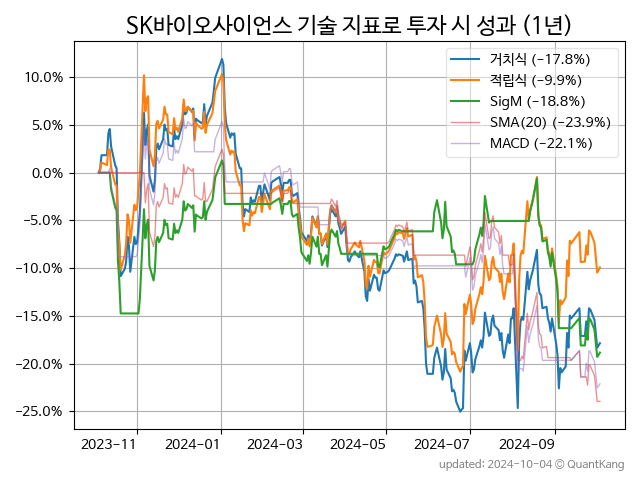 SK바이오사이언스 기술 지표로 투자 시 성과 (1년)
거치식 (−17.8%)
적립식 (−9.9%)
SigM (−18.8%)
SMA(20) (−23.9%)
MACD (−22.1%)
10.0%
5.0%
0.0%
−5.0%
−10.0%
−15.0%
−20.0%
−25.0%
2023-11 2024-01 2024-03 2024-05 2024-07 2024-09
updated: 2024-10-04 @ QuantKang